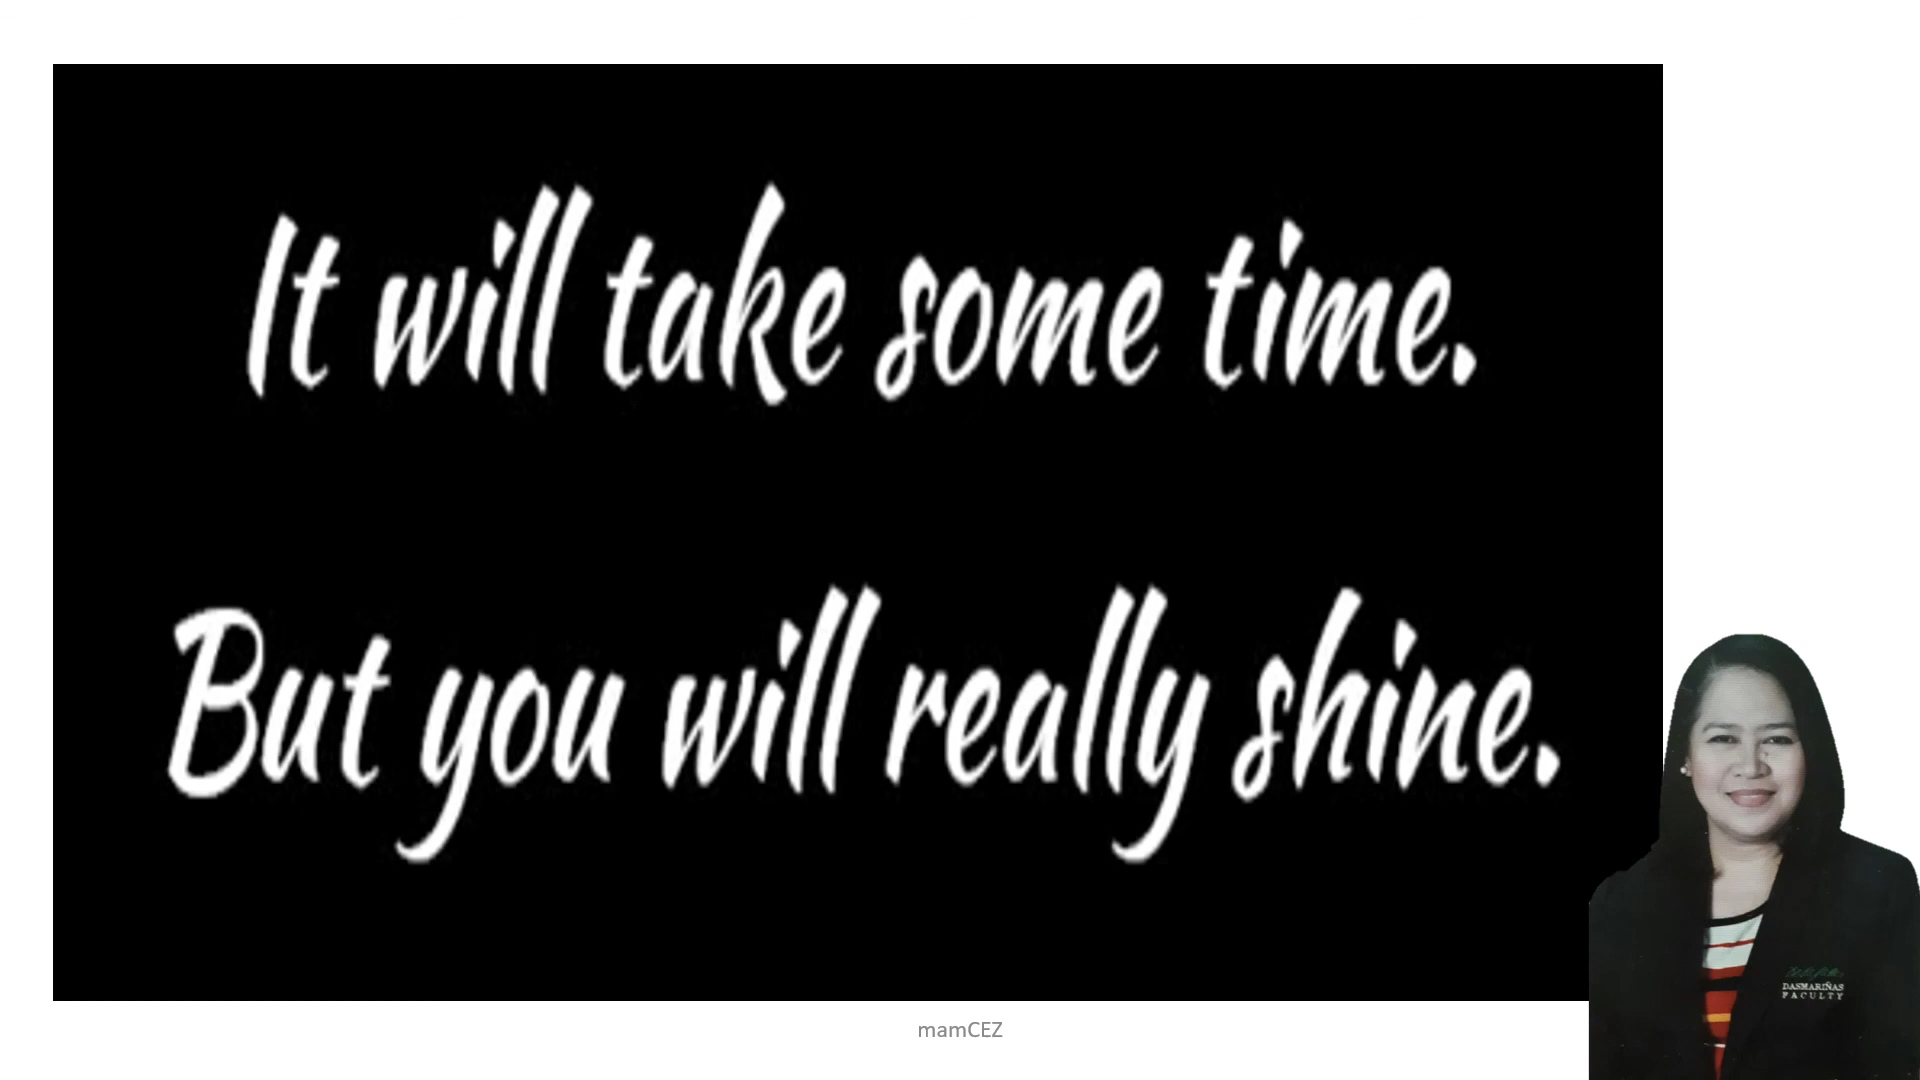 It will take some time.
But you will really shine.
DASMARIÑAS
FACULTY
mamCEZ